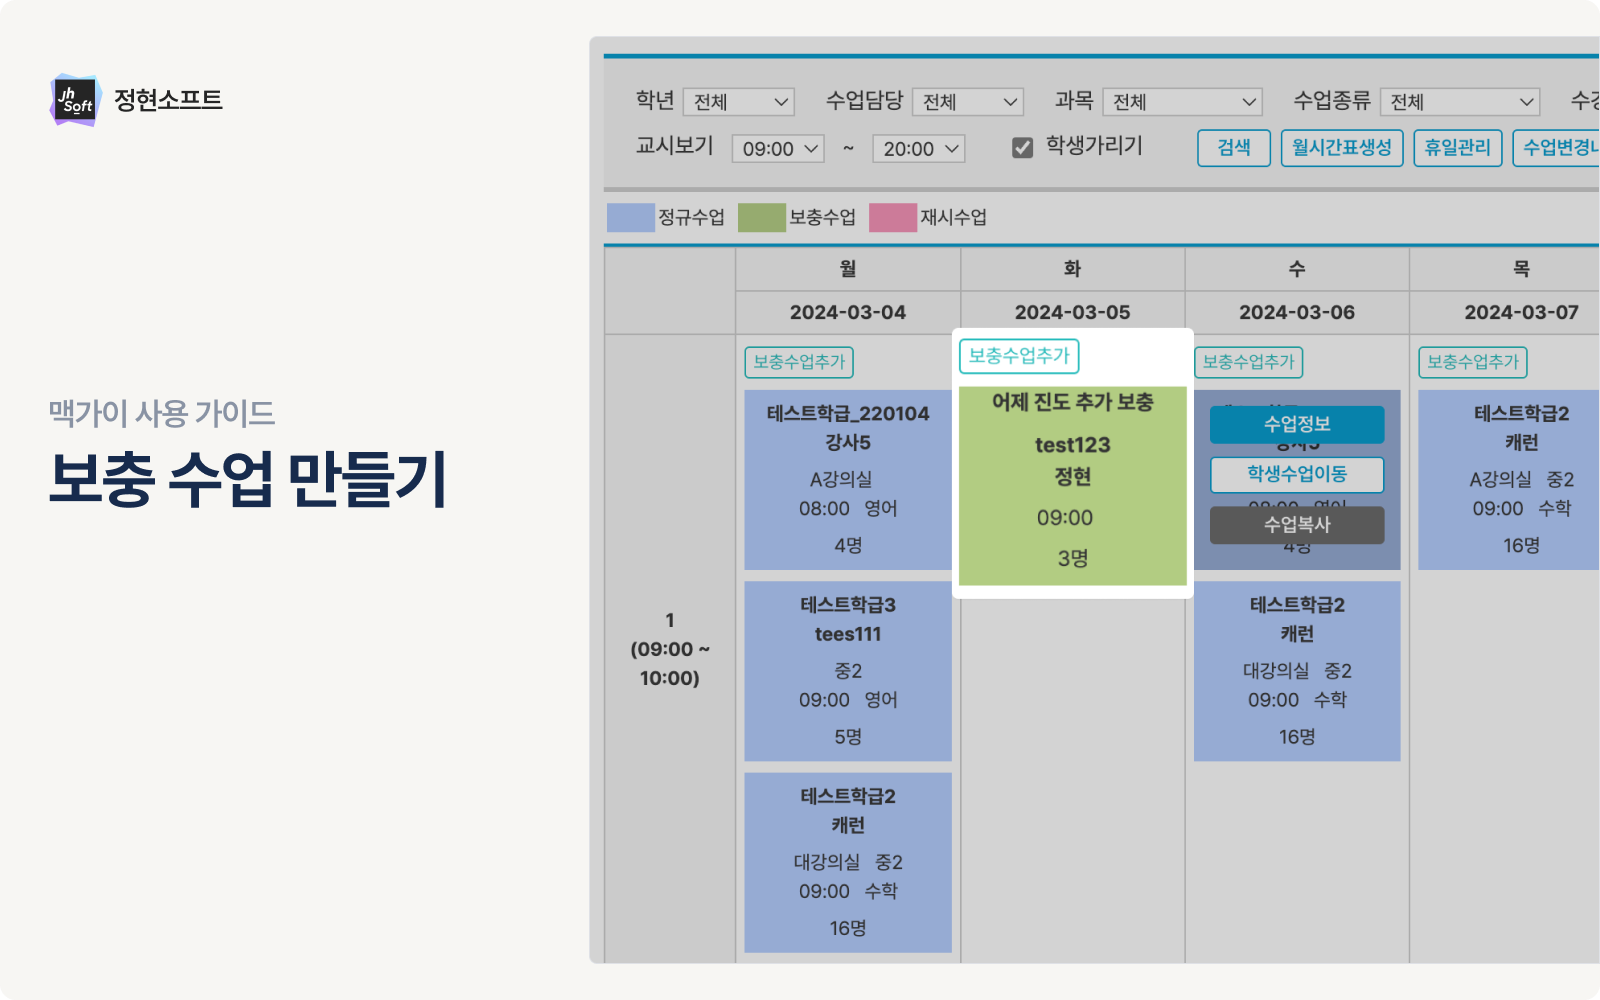 jh Soft 정현소프트
맥가이 사용 가이드
보충 수업 만들기
학년 전체 수업담당 전체 과목 전체 수업종류 전체
교시보기 09:00 ~ 20:00 학생가리기 검색 월시간표생성 휴일관리
정규수업 보충수업 재시수업
월 화 수 목
2024-03-04 2024-03-05 2024-03-06 2024-03-07
1
(09:00 ~
10:00)
보충수업추가
테스트학급_220104
강사5
A강의실
08:00 영어
4명
테스트학급3
tees111
중2
09:00 영어
5명
테스트학급2
캐런
대강의실 중2
09:00 수학
16명
보충수업추가
어제 진도 추가 보충
test123
정현
09:00
3명
보충수업추가
수업정보
학생수업이동
수업복사
테스트학급2
캐런
대강의실 중2
09:00 수학
16명
보충수업추가
테스트학급2
캐런
A강의실 중2
09:00 수학
16명